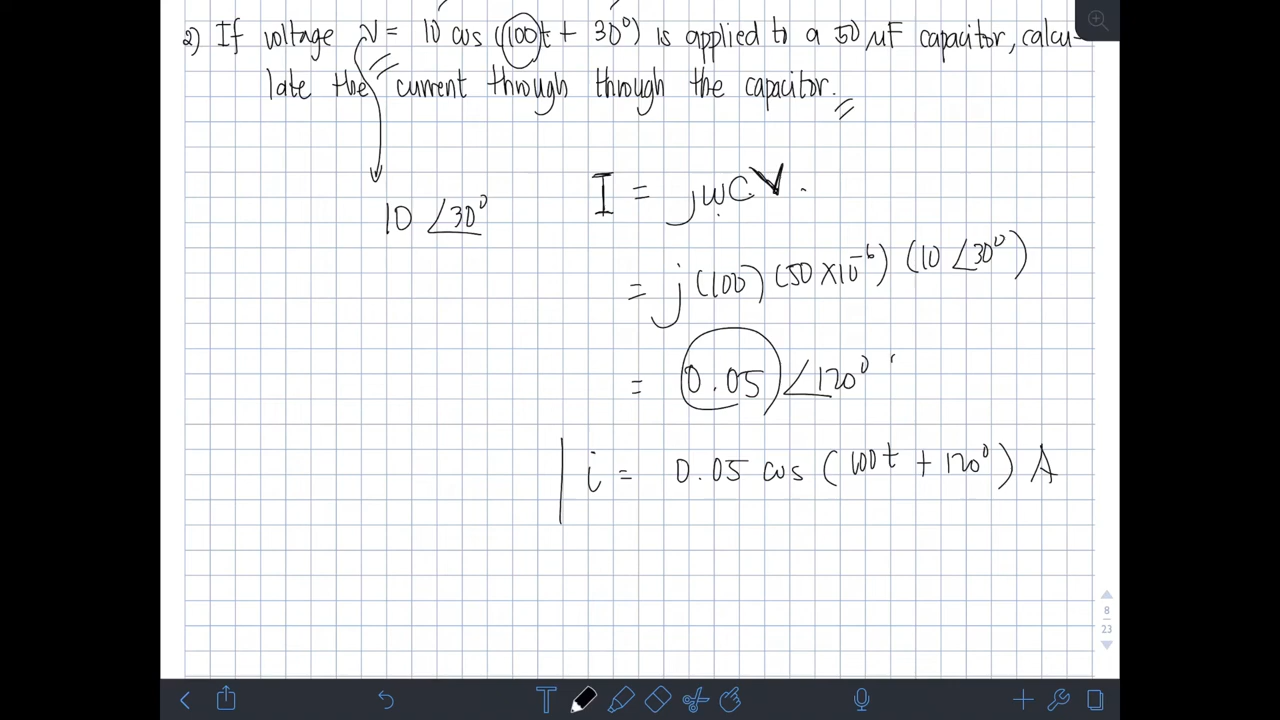 2) If voltage v = 10 cos (100t + 30°) is applied to a 50 μF capacitor, calcu-
late the current through through the capacitor.
10 ∠30°
I = jωCV.
= j(100) (50 × 10⁻⁶) (10 ∠30°)
= 0.05 ∠120°
i = 0.05 cos (100t + 120°) A
8
23
T